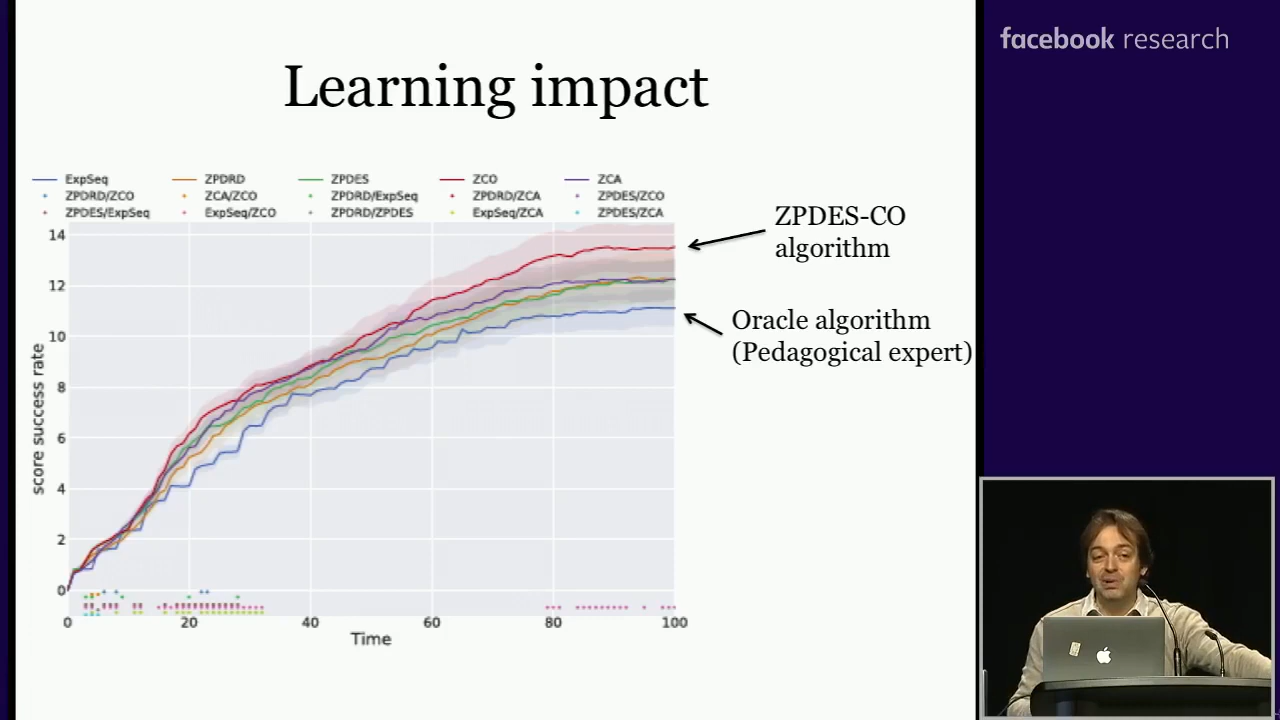 facebook research
Learning impact
ExpSeq ZPDRD ZPDES ZCO ZCA
ZPDRD/ZCO ZCA/ZCO ZPDRD/ExpSeq ZPDRD/ZCA ZPDES/ZCO
ZPDES/ExpSeq ExpSeq/ZCO ZPDRD/ZPDES ExpSeq/ZCA ZPDES/ZCA
14
12
10
8
6
4
2
0
score success rate
0 20 40 60 80 100
Time
ZPDES-CO
algorithm
Oracle algorithm
(Pedagogical expert)